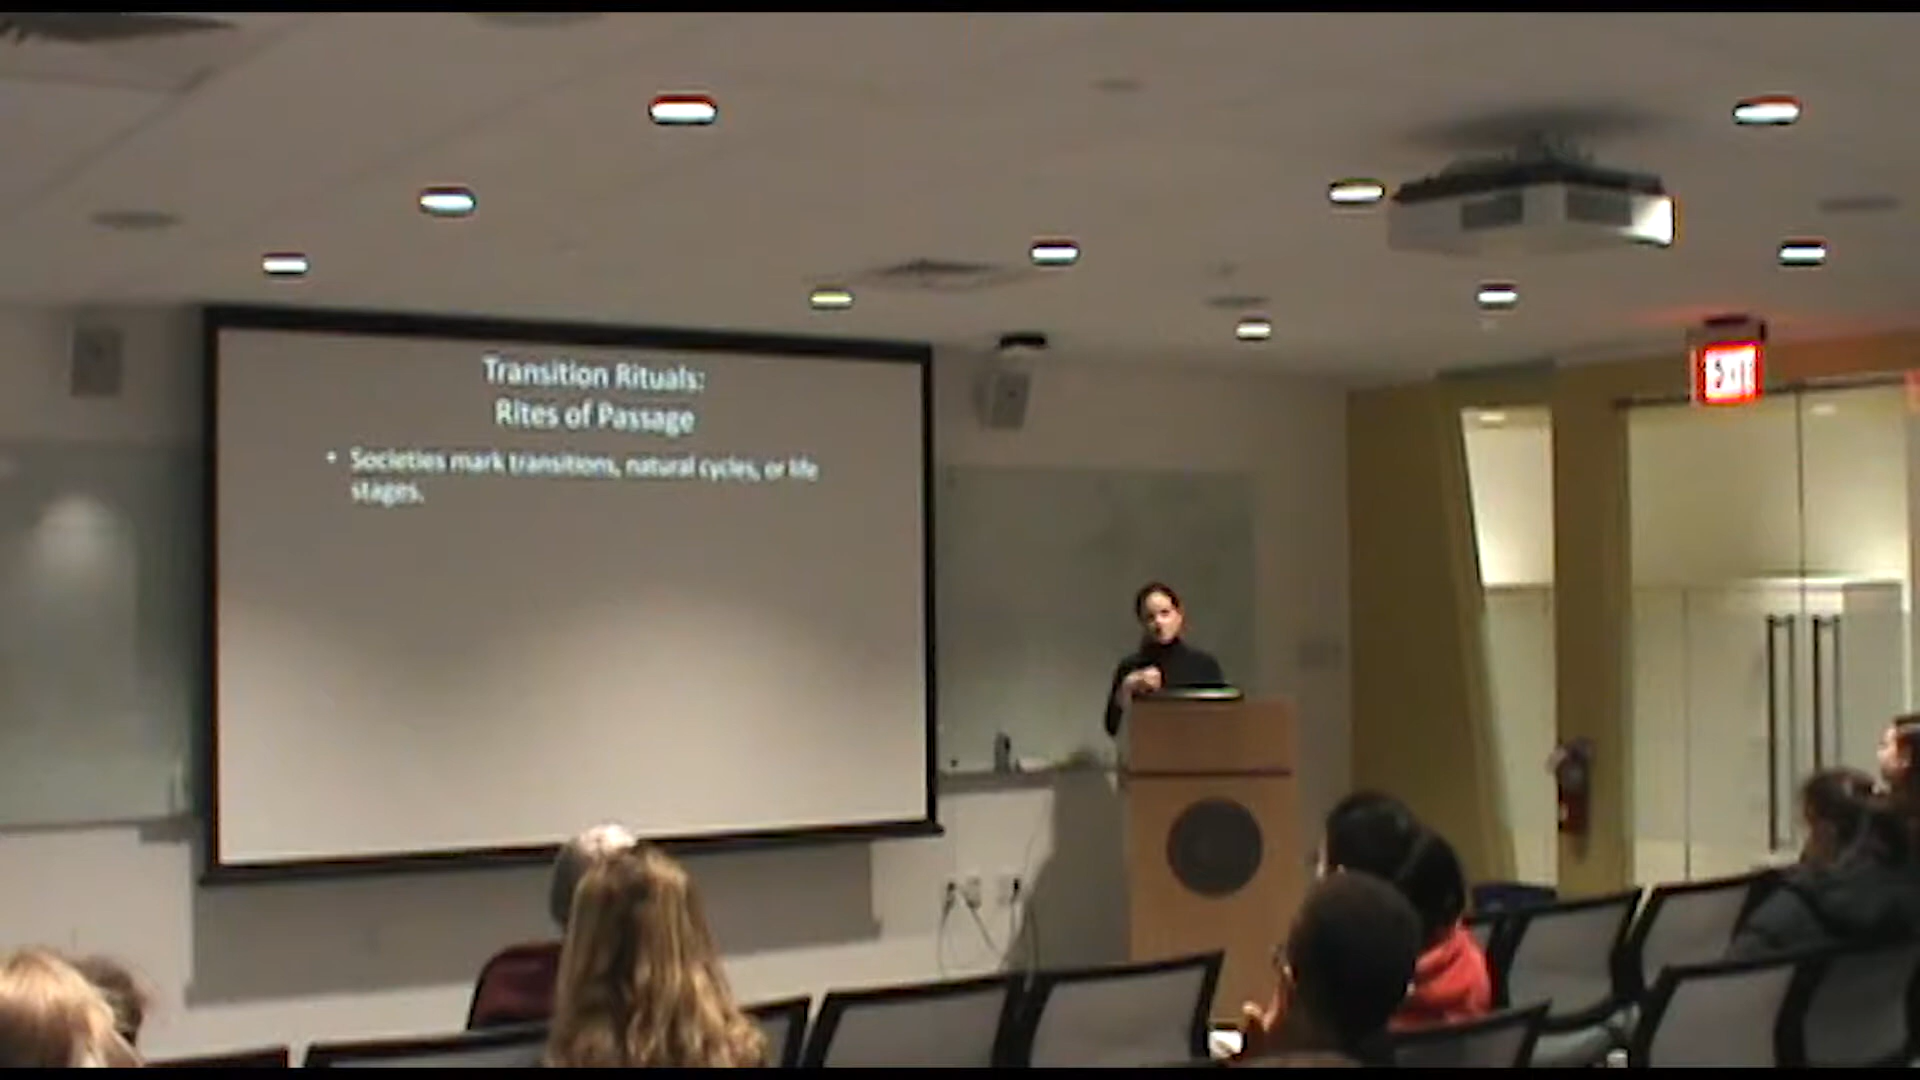 Transition Rituals:
Rites of Passage
• Societies mark transitions, natural cycles, or life
stages.
EXIT